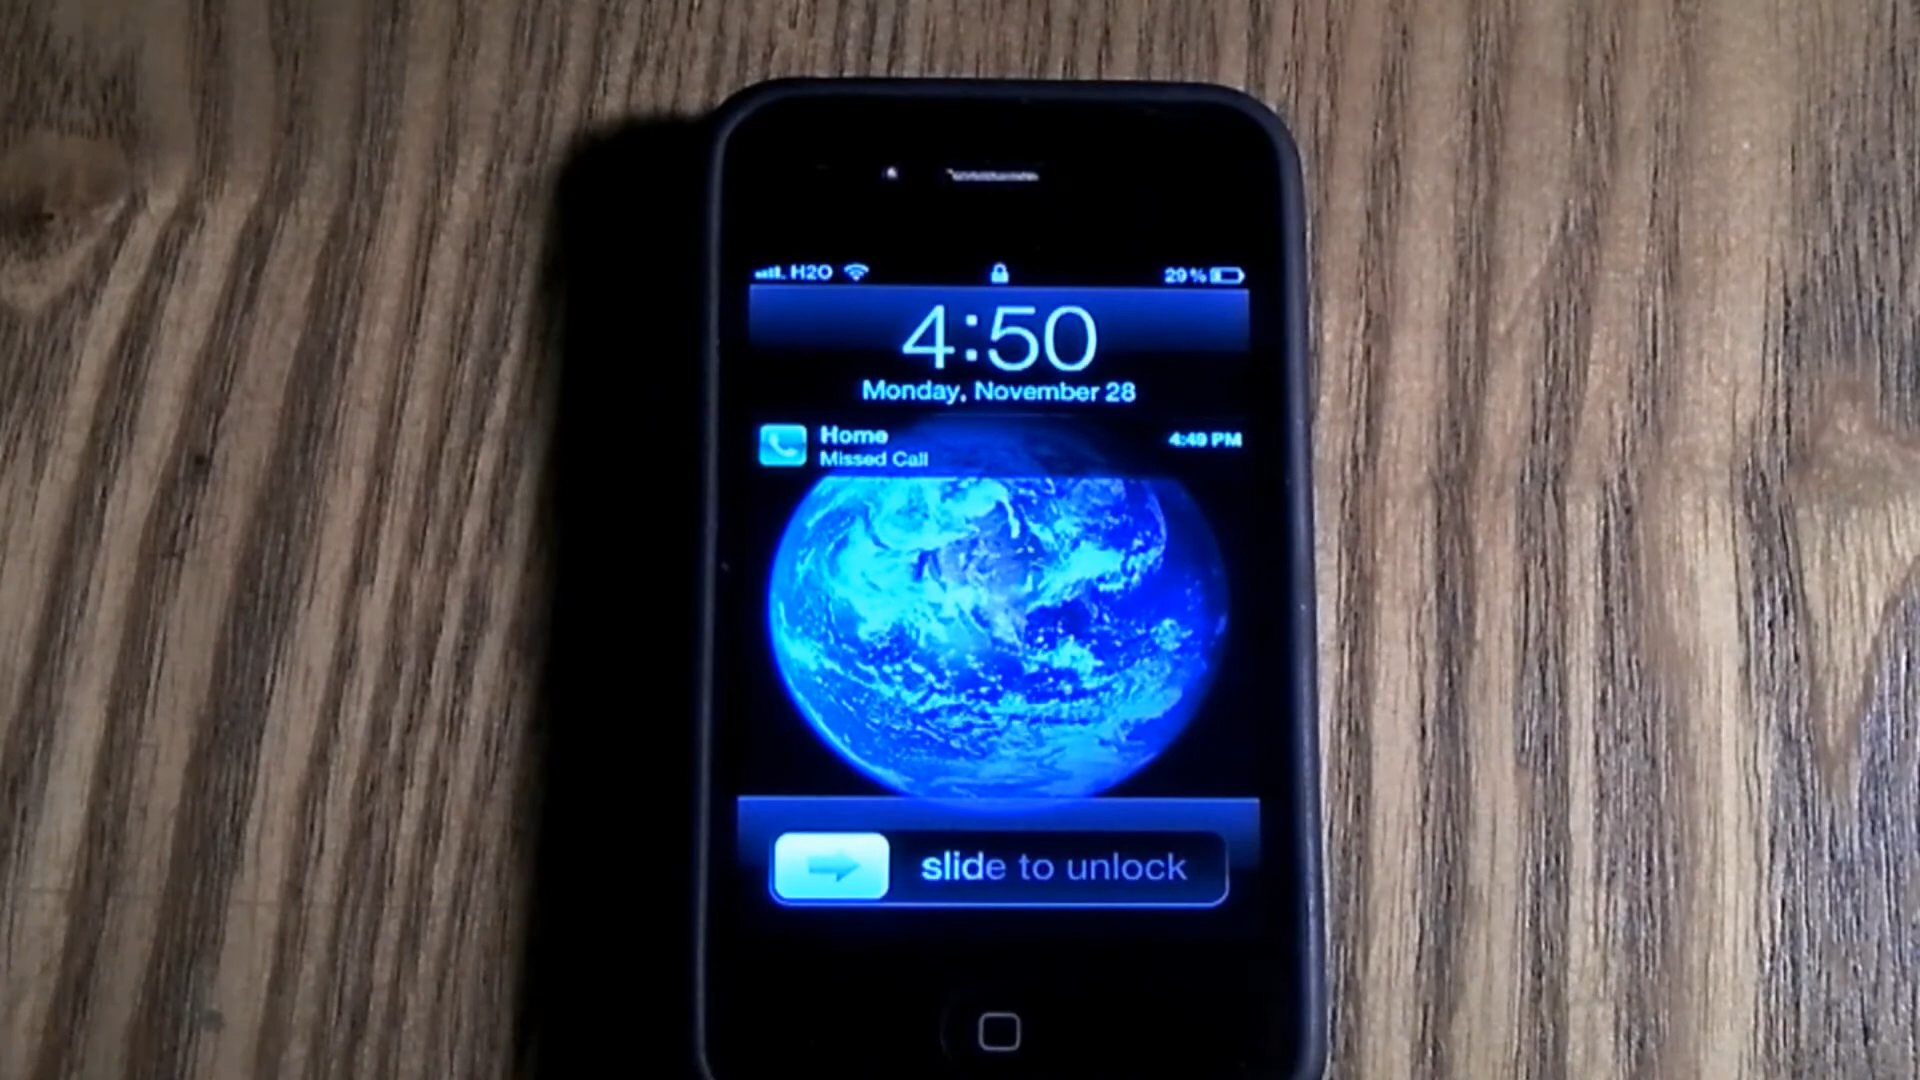 H2O 29%
4:50
Monday, November 28
Home 4:49 PM
Missed Call
slide to unlock